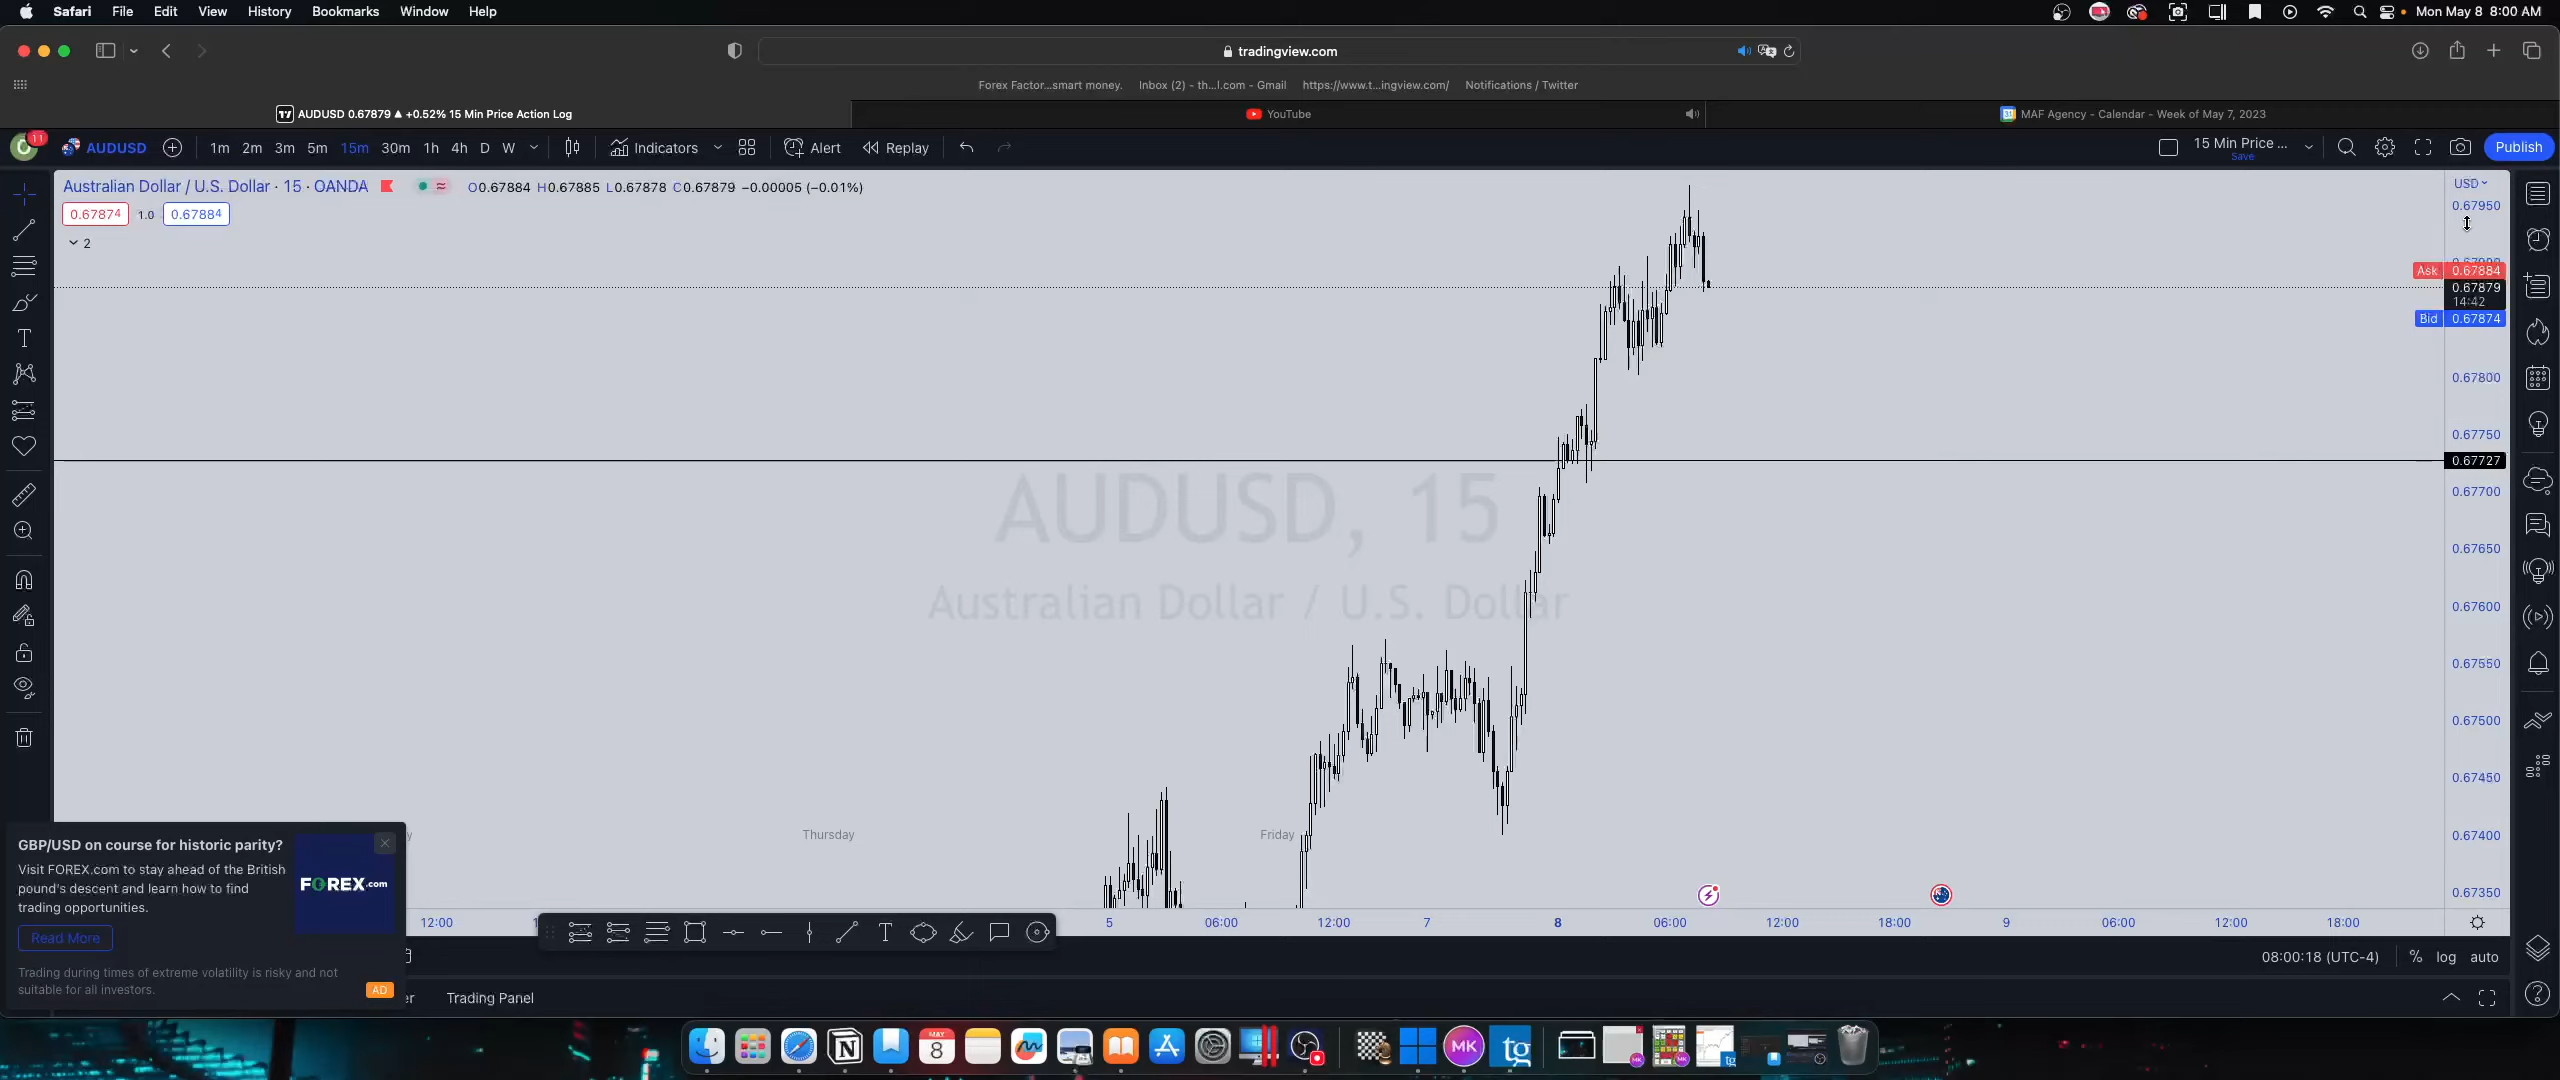 Safari File Edit View History Bookmarks Window Help Mon May 8 8:00 AM
tradingview.com
Forex Factor...smart money. Inbox (2) - th...l.com - Gmail https://www.t...ingview.com/ Notifications / Twitter
AUDUSD 0.67879 ▲ +0.52% 15 Min Price Action Log YouTube MAF Agency - Calendar - Week of May 7, 2023
11 AUDUSD 1m 2m 3m 5m 15m 30m 1h 4h D W Indicators Alert Replay 15 Min Price ... Save Publish
Australian Dollar / U.S. Dollar · 15 · OANDA O0.67884 H0.67885 L0.67878 C0.67879 −0.00005 (−0.01%) USD
0.67874 1.0 0.67884 0.67950
2
Ask 0.67884
0.67879
14:42
Bid 0.67874
0.67800
0.67750
0.67727
0.67700
AUDUSD, 15
0.67650
Australian Dollar / U.S. Dollar
0.67600
0.67550
0.67500
0.67450
Thursday Friday 0.67400
0.67350
GBP/USD on course for historic parity?
Visit FOREX.com to stay ahead of the British
pound's descent and learn how to find
trading opportunities.
FOREX.com
Read More
Trading during times of extreme volatility is risky and not
suitable for all investors.
AD
12:00 5 06:00 12:00 7 8 06:00 12:00 18:00 9 06:00 12:00 18:00
08:00:18 (UTC-4) % log auto
er Trading Panel
MAY
8
MK tg